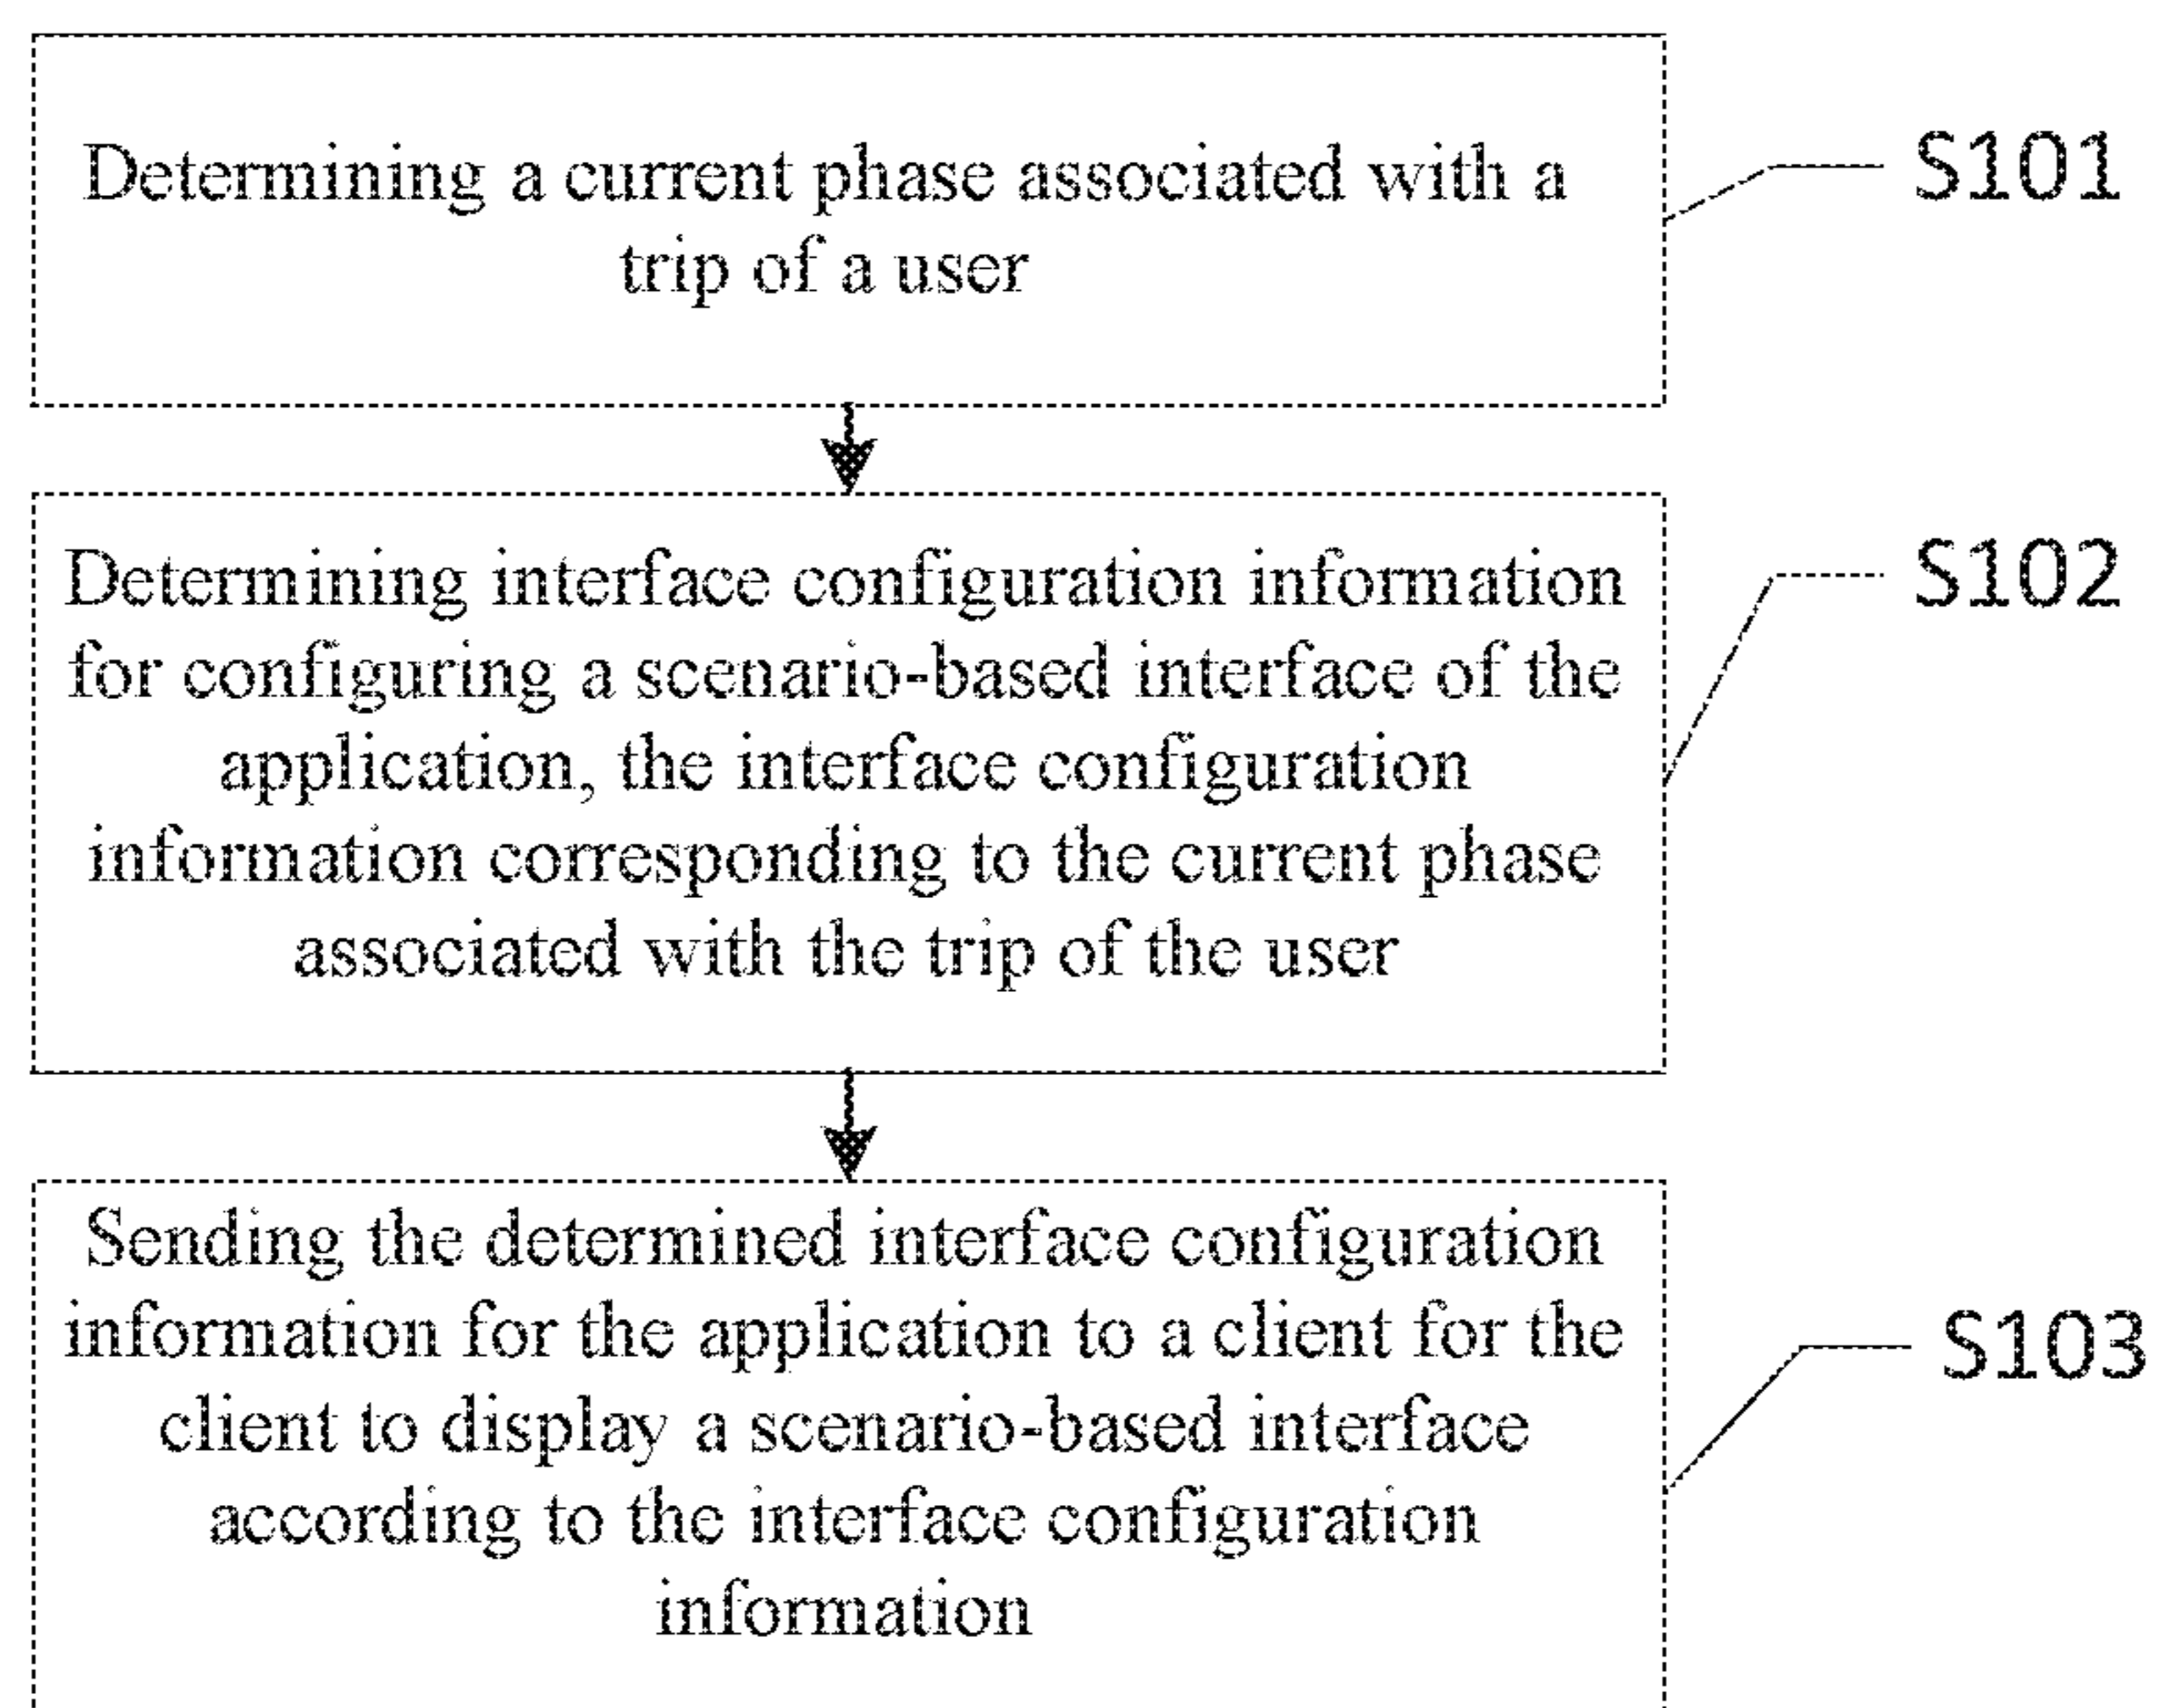 Determining a current phase associated with a
trip of a user
S101
Determining interface configuration information
for configuring a scenario-based interface of the
application, the interface configuration
information corresponding to the current phase
associated with the trip of the user
S102
Sending the determined interface configuration
information for the application to a client for the
client to display a scenario-based interface
according to the interface configuration
information
S103